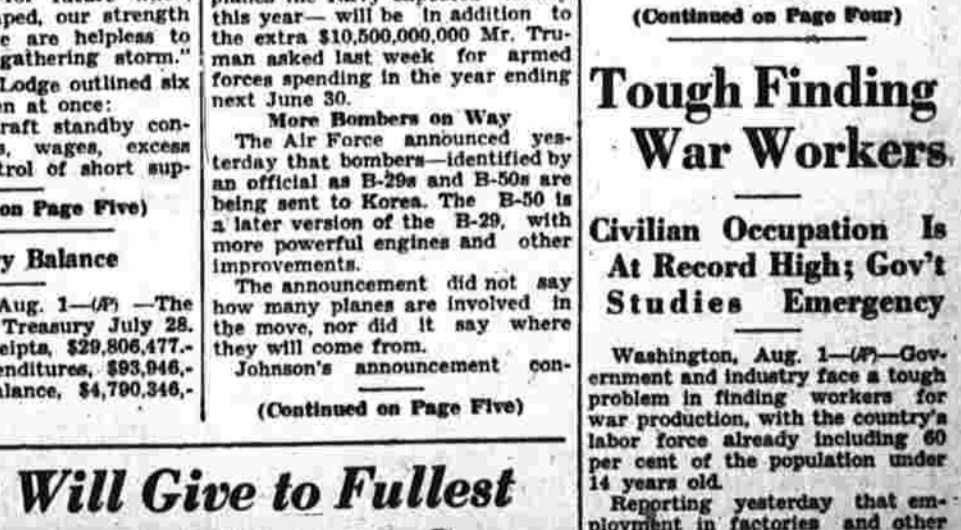 aped, our strength
e are helpless to
gathering storm."
Lodge outlined six
en at once:
raft standby con-
s, wages, excess
trol of short sup-
on Page Five)
y Balance
Aug. 1—(AP) —The
Treasury July 28.
eipts, $29,806,477.-
enditures, $93,946,-
alance, $4,790,346,-
this year— will be in addition to
the extra $10,500,000,000 Mr. Tru-
man asked last week for armed
forces spending in the year ending
next June 30.
More Bombers on Way
The Air Force announced yes-
terday that bombers—identified by
an official as B-29s and B-50s are
being sent to Korea. The B-50 is
a later version of the B-29, with
more powerful engines and other
improvements.
The announcement did not say
how many planes are involved in
the move, nor did it say where
they will come from.
Johnson's announcement con-
(Continued on Page Five)
Will Give to Fullest
(Continued on Page Four)
Tough Finding
War Workers
Civilian Occupation Is
At Record High; Gov't
Studies Emergency
Washington, Aug. 1—(AP)—Gov-
ernment and industry face a tough
problem in finding workers for
war production, with the country's
labor force already including 60
per cent of the population under
14 years old.
Reporting yesterday that em-
ployment in factories and other